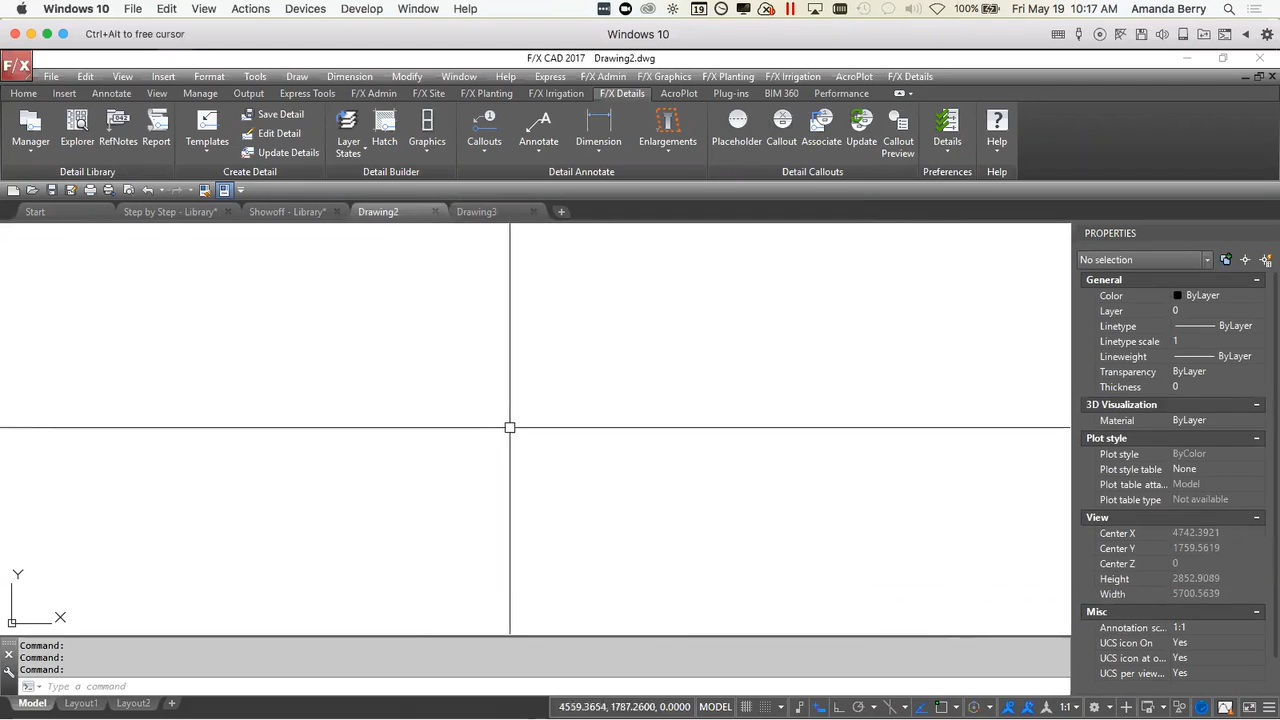 Windows 10 File Edit View Actions Devices Develop Window Help 19 100% Fri May 19 10:17 AM Amanda Berry
Ctrl+Alt to free cursor Windows 10
F/X CAD 2017 Drawing2.dwg
F/X
File Edit View Insert Format Tools Draw Dimension Modify Window Help Express F/X Admin F/X Graphics F/X Planting F/X Irrigation AcroPlot F/X Details
Home Insert Annotate View Manage Output Express Tools F/X Admin F/X Site F/X Planting F/X Irrigation F/X Details AcroPlot Plug-ins BIM 360 Performance
Manager Explorer RefNotes Report Templates Save Detail Edit Detail Update Details Layer States Hatch Graphics Callouts Annotate Dimension Enlargements Placeholder Callout Associate Update Callout Preview Details Help
Detail Library Create Detail Detail Builder Detail Annotate Detail Callouts Preferences Help
Start Step by Step - Library* Showoff - Library* Drawing2 Drawing3
PROPERTIES
No selection
General
Color ByLayer
Layer 0
Linetype ByLayer
Linetype scale 1
Lineweight ByLayer
Transparency ByLayer
Thickness 0
3D Visualization
Material ByLayer
Plot style
Plot style ByColor
Plot style table None
Plot table atta... Model
Plot table type Not available
View
Center X 4742.3921
Center Y 1759.5619
Center Z 0
Height 2852.9089
Width 5700.5639
Misc
Annotation sc... 1:1
UCS icon On Yes
UCS icon at o... Yes
UCS per view... Yes
Y
X
Command:
Command:
Command:
Type a command
Model Layout1 Layout2 4559.3654, 1787.2600, 0.0000 MODEL 1:1